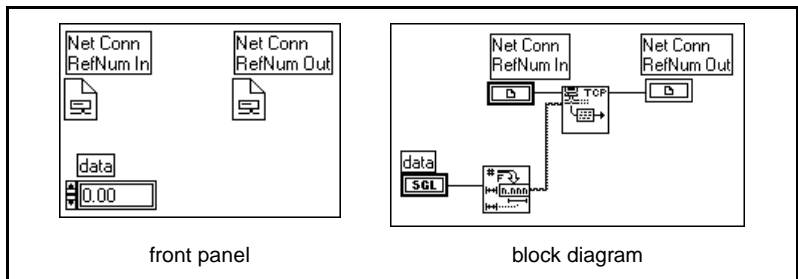 Net Conn
RefNum In
Net Conn
RefNum Out
data
0.00
front panel
Net Conn
RefNum In
Net Conn
RefNum Out
TCP
data
SGL
#
F
n.nnn
block diagram